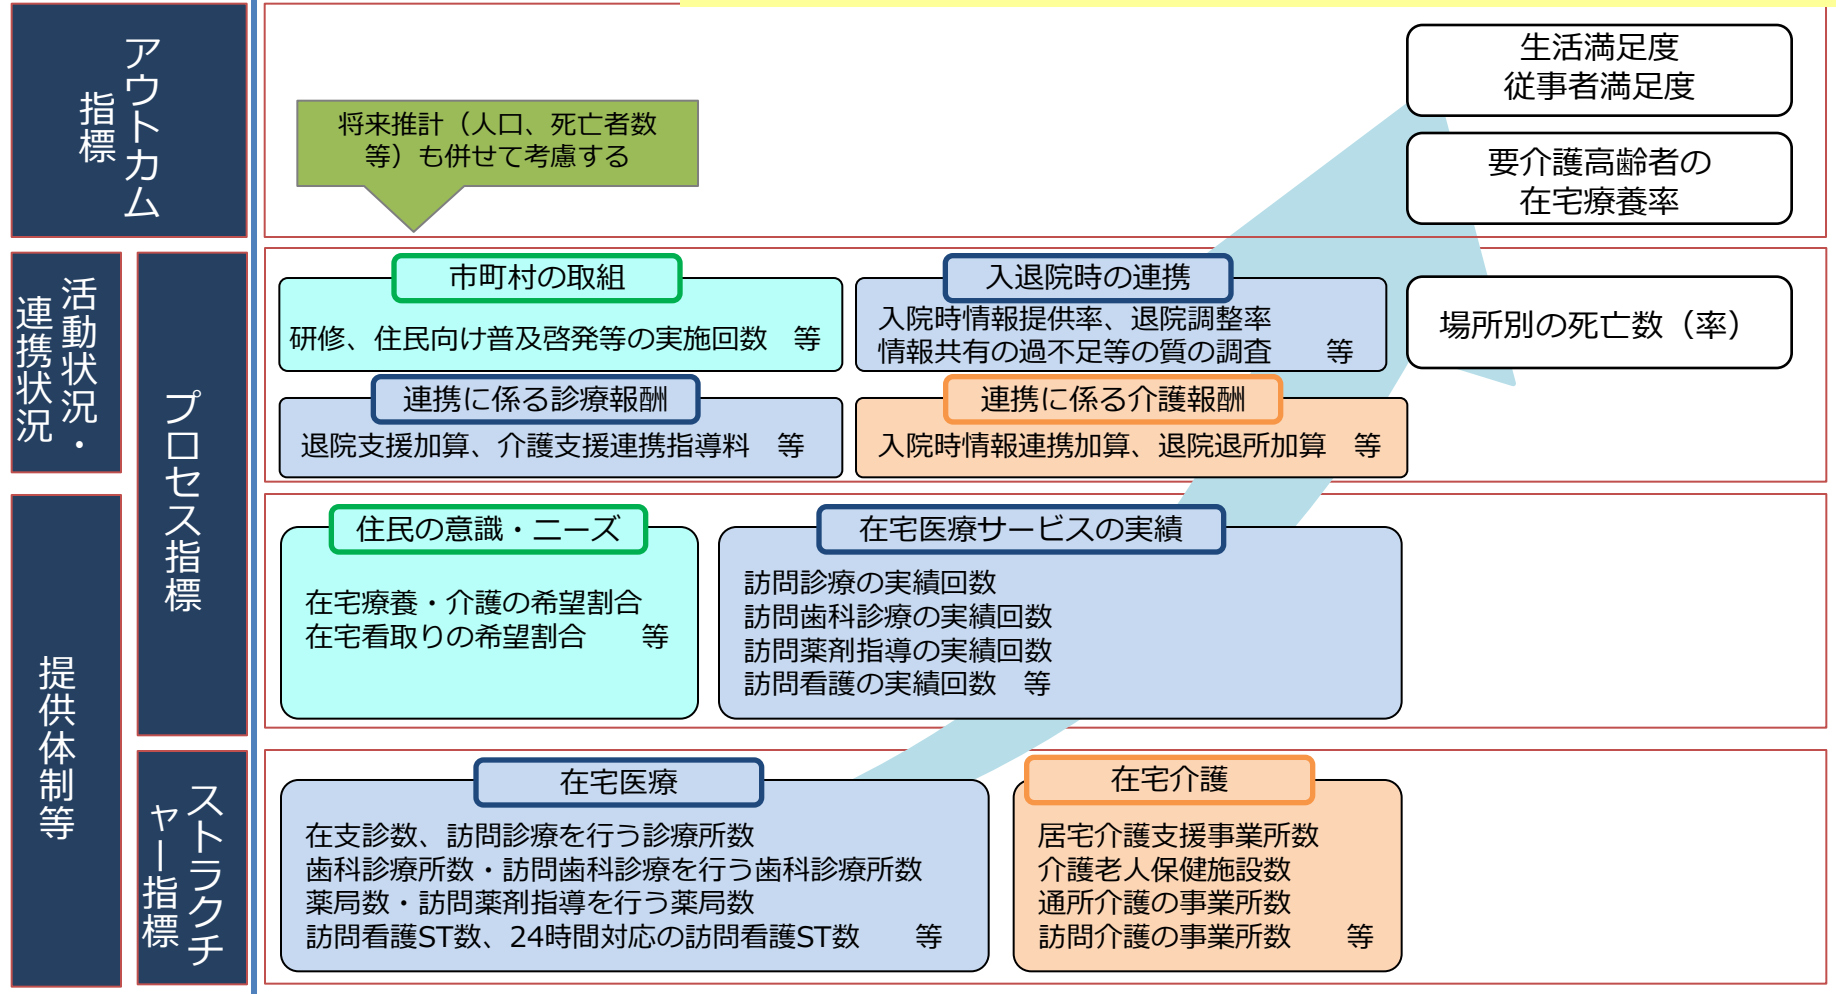 アウトカム
指標
生活満足度
従事者満足度
将来推計（人口、死亡者数
等）も併せて考慮する
要介護高齢者の
在宅療養率
活動状況・
連携状況
プロセス指標
市町村の取組
研修、住民向け普及啓発等の実施回数　等
入退院時の連携
入院時情報提供率、退院調整率
情報共有の過不足等の質の調査　　等
場所別の死亡数（率）
連携に係る診療報酬
退院支援加算、介護支援連携指導料　等
連携に係る介護報酬
入院時情報連携加算、退院退所加算　等
提供体制等
住民の意識・ニーズ
在宅療養・介護の希望割合
在宅看取りの希望割合　　等
在宅医療サービスの実績
訪問診療の実績回数
訪問歯科診療の実績回数
訪問薬剤指導の実績回数
訪問看護の実績回数　等
ストラクチ
ャー指標
在宅医療
在支診数、訪問診療を行う診療所数
歯科診療所数・訪問歯科診療を行う歯科診療所数
薬局数・訪問薬剤指導を行う薬局数
訪問看護ST数、24時間対応の訪問看護ST数　　等
在宅介護
居宅介護支援事業所数
介護老人保健施設数
通所介護の事業所数
訪問介護の事業所数　　等